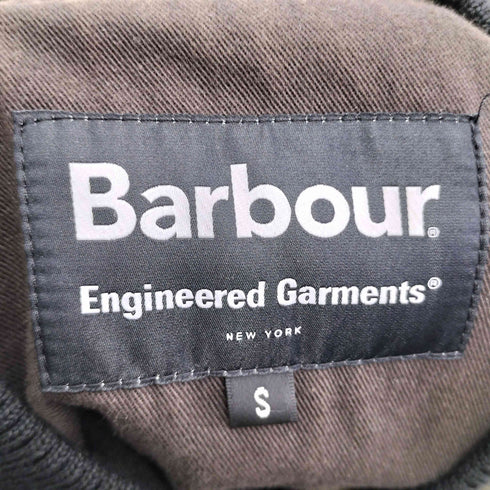 Barbour®
Engineered Garments®
NEW YORK
S